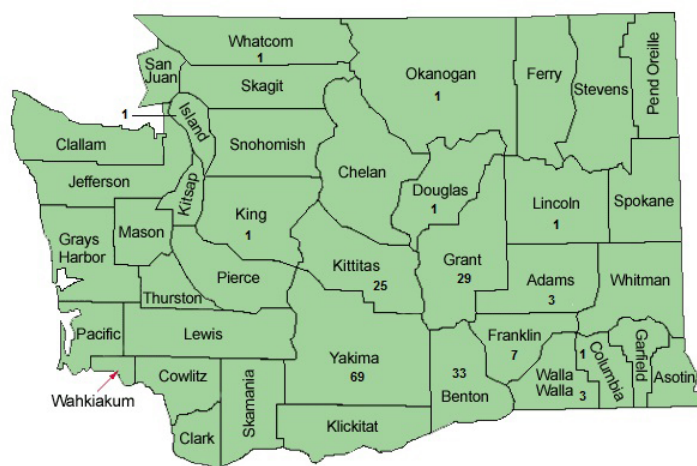 Whatcom
1
San
Juan
Skagit
Okanogan
1
Ferry
Stevens
Pend Oreille
1
Island
Clallam
Snohomish
Chelan
Jefferson
Kitsap
Douglas
1
Lincoln
1
Spokane
King
1
Mason
Grays
Harbor
Kittitas
25
Grant
29
Adams
3
Whitman
Pierce
Thurston
Pacific
Lewis
Yakima
69
Franklin
7
33
Benton
Walla
Walla 3
1
Columbia
Garfield
Asotin
Wahkiakum
Cowlitz
Skamania
Klickitat
Clark